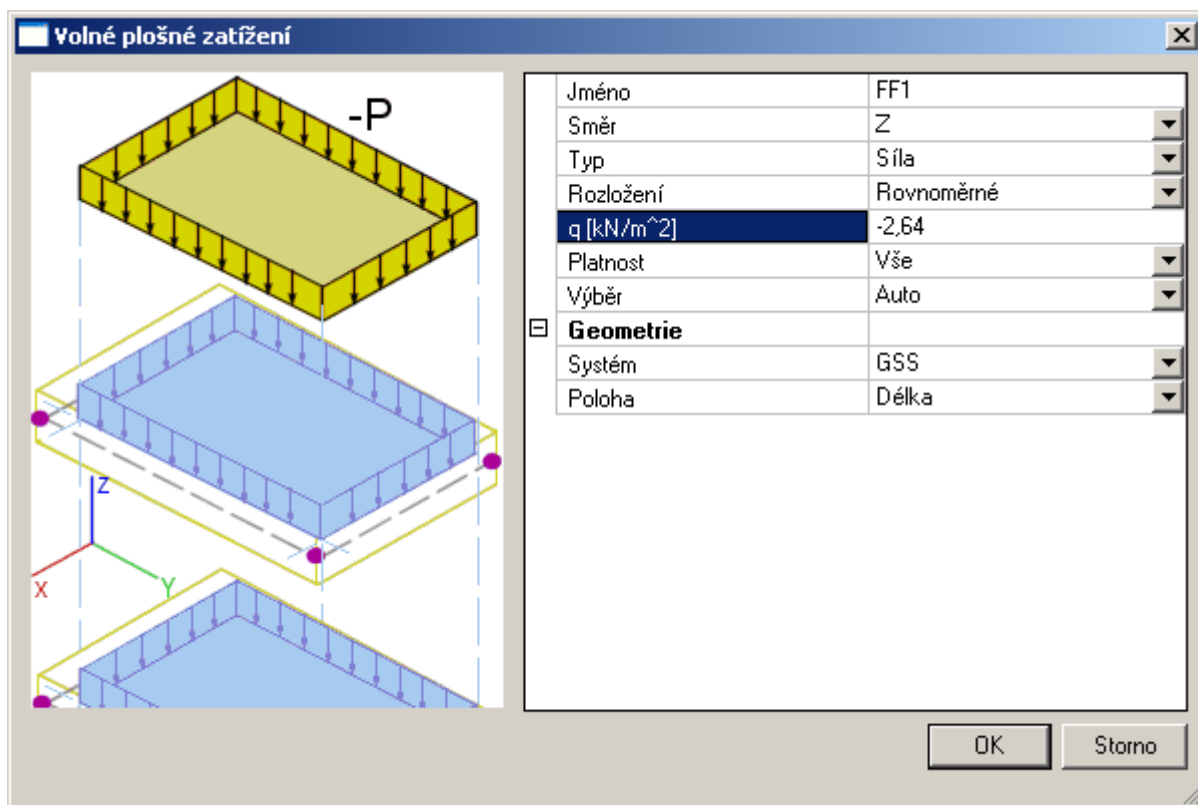 Volné plošné zatížení
-P
Z
X
Y
Jméno FF1
Směr Z
Typ Síla
Rozložení Rovnoměrné
q [kN/m^2] -2,64
Platnost Vše
Výběr Auto
Geometrie
Systém GSS
Poloha Délka
OK Storno